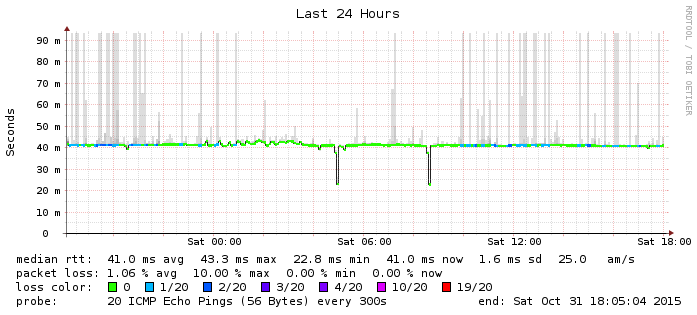 Last 24 Hours
RRDTOOL / TOBI OETIKER
Seconds
90 m
80 m
70 m
60 m
50 m
40 m
30 m
20 m
10 m
0
Sat 00:00 Sat 06:00 Sat 12:00 Sat 18:00
median rtt: 41.0 ms avg 43.3 ms max 22.8 ms min 41.0 ms now 1.6 ms sd 25.0 am/s
packet loss: 1.06 % avg 10.00 % max 0.00 % min 0.00 % now
loss color: 0 1/20 2/20 3/20 4/20 10/20 19/20
probe: 20 ICMP Echo Pings (56 Bytes) every 300s end: Sat Oct 31 18:05:04 2015